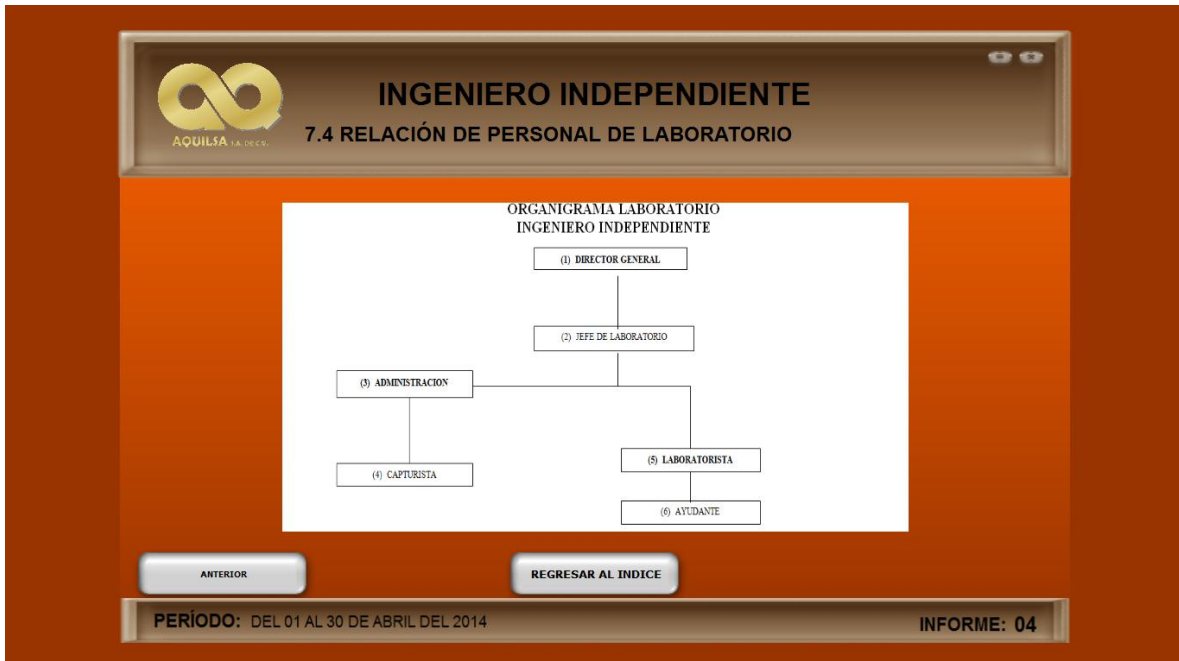 INGENIERO INDEPENDIENTE
7.4 RELACIÓN DE PERSONAL DE LABORATORIO
AQUILSA S.A. DE C.V.
ORGANIGRAMA LABORATORIO
INGENIERO INDEPENDIENTE
(1) DIRECTOR GENERAL
(2) JEFE DE LABORATORIO
(3) ADMINISTRACION
(4) CAPTURISTA
(5) LABORATORISTA
(6) AYUDANTE
ANTERIOR
REGRESAR AL INDICE
PERÍODO: DEL 01 AL 30 DE ABRIL DEL 2014
INFORME: 04